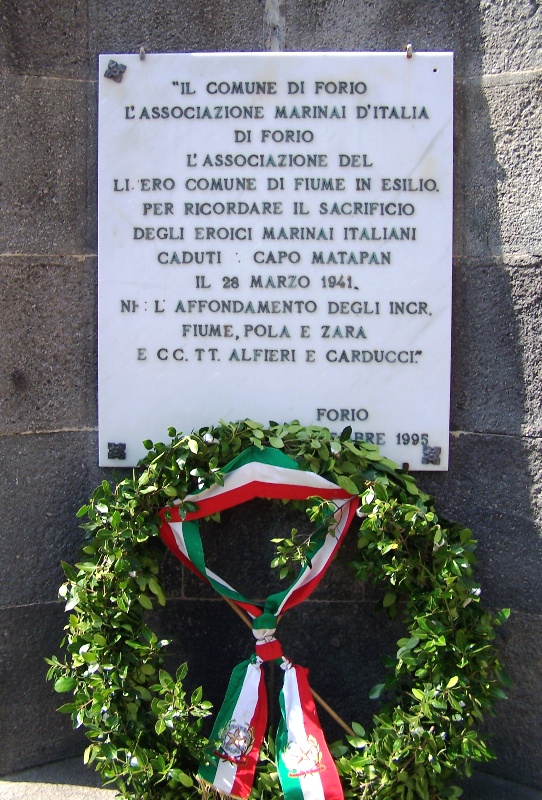 "IL COMUNE DI FORIO
L'ASSOCIAZIONE MARINAI D'ITALIA
DI FORIO
L'ASSOCIAZIONE DEL
LI ERO COMUNE DI FIUME IN ESILIO.
PER RICORDARE IL SACRIFICIO
DEGLI EROICI MARINAI ITALIANI
CADUTI CAPO MATAPAN
IL 28 MARZO 1941.
L'AFFONDAMENTO DEGLI INCR.
FIUME, POLA E ZARA
E CC. TT. ALFIERI E CARDUCCI."
FORIO
1995